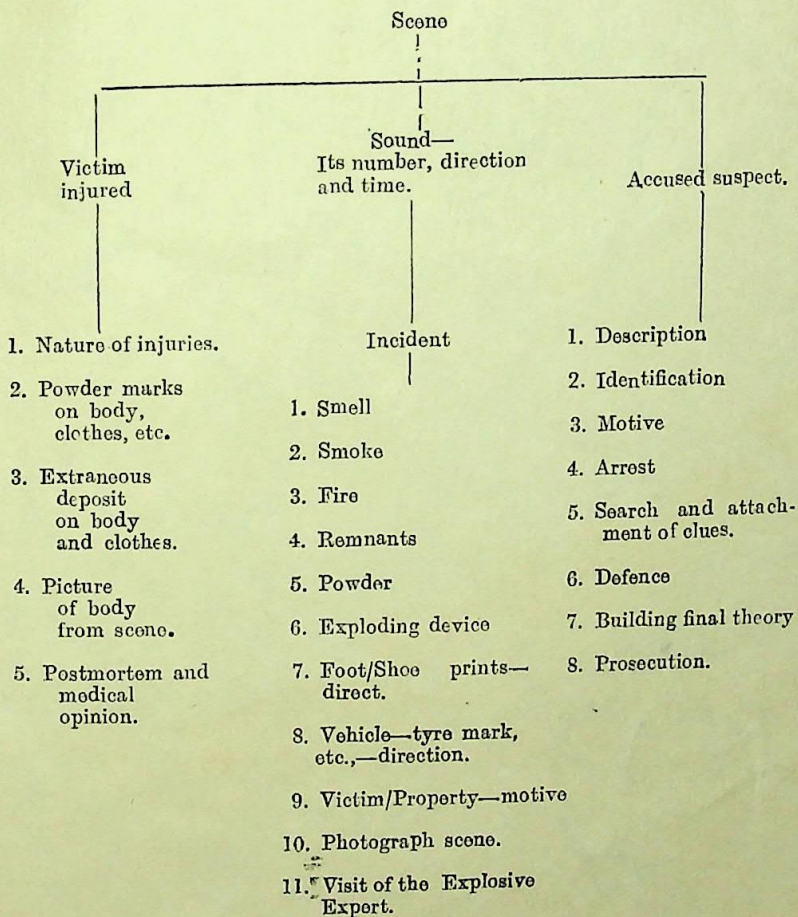 Scene
Victim
injured
Sound—
Its number, direction
and time.
Accused suspect.
1. Nature of injuries.
2. Powder marks
on body,
clothes, etc.
3. Extraneous
deposit
on body
and clothes.
4. Picture
of body
from scene.
5. Postmortem and
medical
opinion.
Incident
1. Smell
2. Smoke
3. Fire
4. Remnants
5. Powder
6. Exploding device
7. Foot/Shoe prints—
direct.
8. Vehicle—tyre mark,
etc.,—direction.
9. Victim/Property—motive
10. Photograph scene.
11. Visit of the Explosive
Expert.
1. Description
2. Identification
3. Motive
4. Arrest
5. Search and attach-
ment of clues.
6. Defence
7. Building final theory
8. Prosecution.